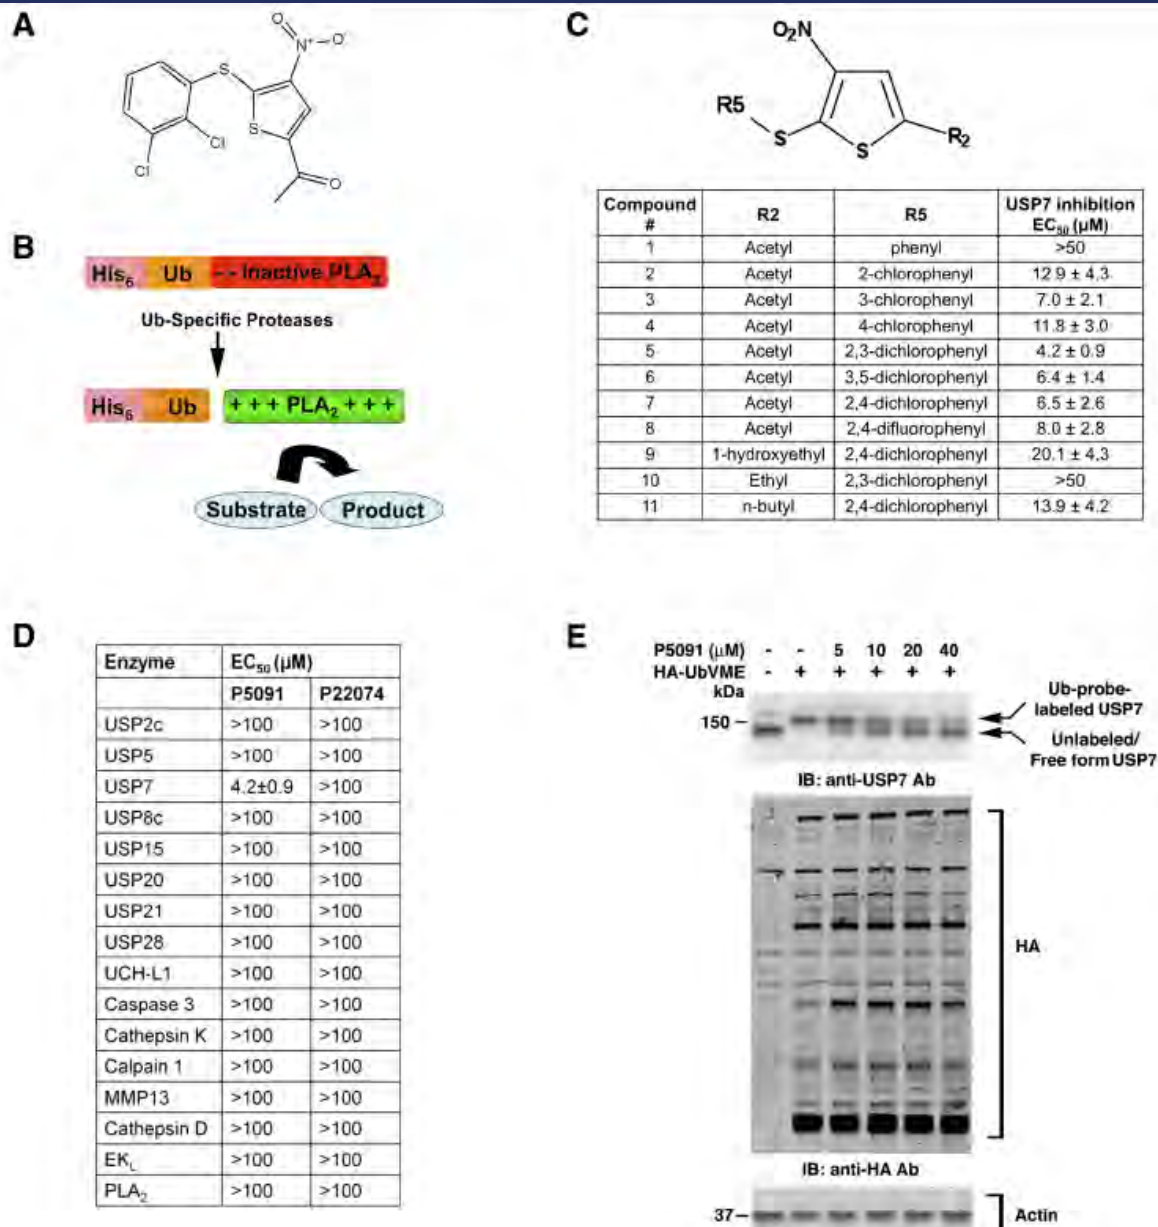 A
O
N⁺—O⁻
S
S
Cl
Cl
O
B
His₆ Ub - - Inactive PLA₂
Ub-Specific Proteases
His₆ Ub + + + PLA₂ + + +
Substrate Product
C
O₂N
R5
S
S
R₂
Compound # R2 R5 USP7 inhibition EC₅₀ (µM)
1 Acetyl phenyl >50
2 Acetyl 2-chlorophenyl 12.9 ± 4.3
3 Acetyl 3-chlorophenyl 7.0 ± 2.1
4 Acetyl 4-chlorophenyl 11.8 ± 3.0
5 Acetyl 2,3-dichlorophenyl 4.2 ± 0.9
6 Acetyl 3,5-dichlorophenyl 6.4 ± 1.4
7 Acetyl 2,4-dichlorophenyl 6.5 ± 2.6
8 Acetyl 2,4-difluorophenyl 8.0 ± 2.8
9 1-hydroxyethyl 2,4-dichlorophenyl 20.1 ± 4.3
10 Ethyl 2,3-dichlorophenyl >50
11 n-butyl 2,4-dichlorophenyl 13.9 ± 4.2
D
Enzyme EC₅₀ (µM)
P5091 P22074
USP2c >100 >100
USP5 >100 >100
USP7 4.2±0.9 >100
USP8c >100 >100
USP15 >100 >100
USP20 >100 >100
USP21 >100 >100
USP28 >100 >100
UCH-L1 >100 >100
Caspase 3 >100 >100
Cathepsin K >100 >100
Calpain 1 >100 >100
MMP13 >100 >100
Cathepsin D >100 >100
EK_L >100 >100
PLA₂ >100 >100
E
P5091 (µM) - - 5 10 20 40
HA-UbVME - + + + + +
kDa
150
Ub-probe-
labeled USP7
Unlabeled/
Free form USP7
IB: anti-USP7 Ab
HA
IB: anti-HA Ab
37
Actin